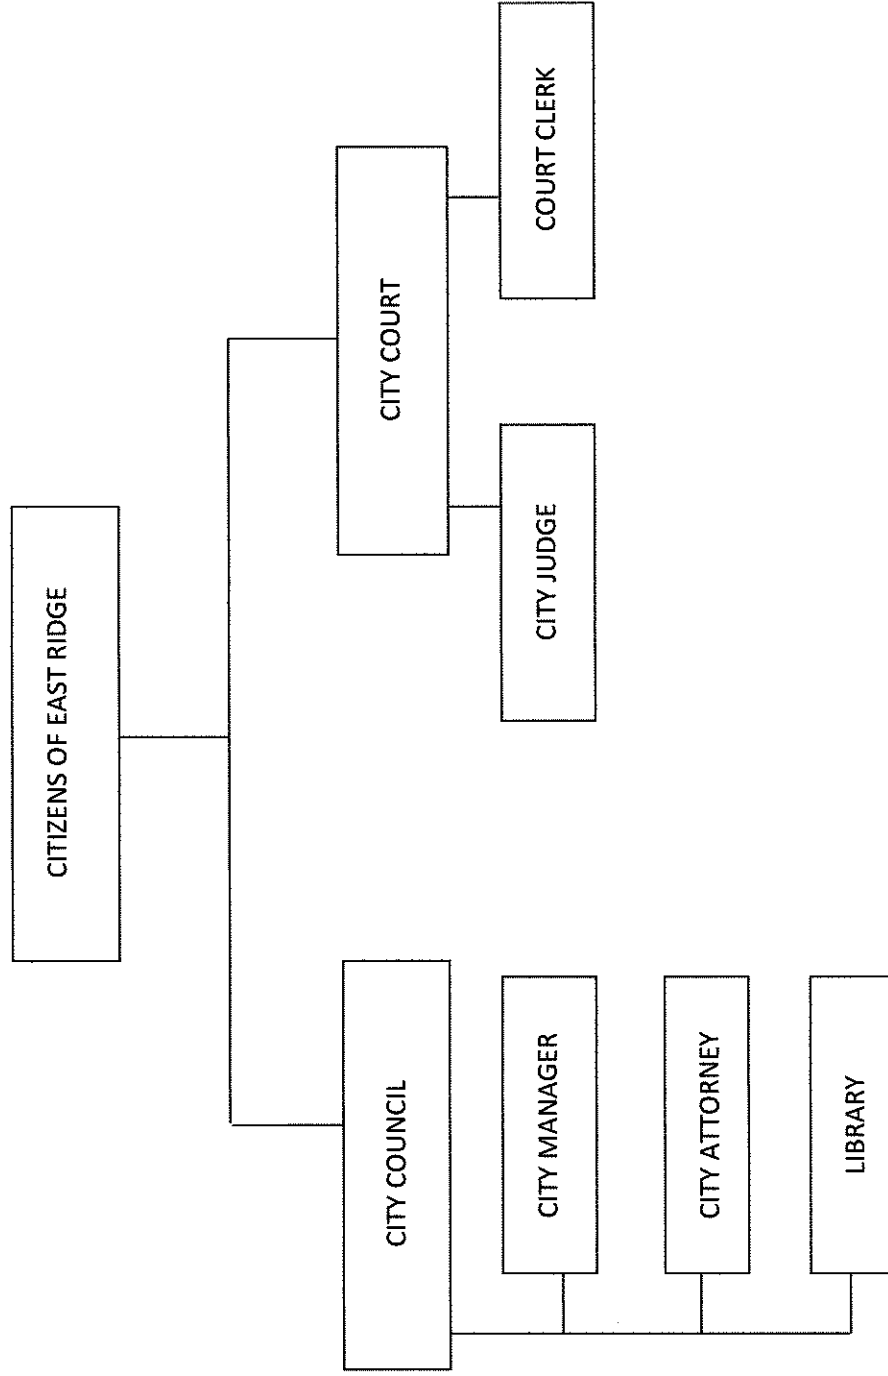 CITIZENS OF EAST RIDGE
CITY COUNCIL
CITY COURT
CITY MANAGER
CITY JUDGE
COURT CLERK
CITY ATTORNEY
LIBRARY